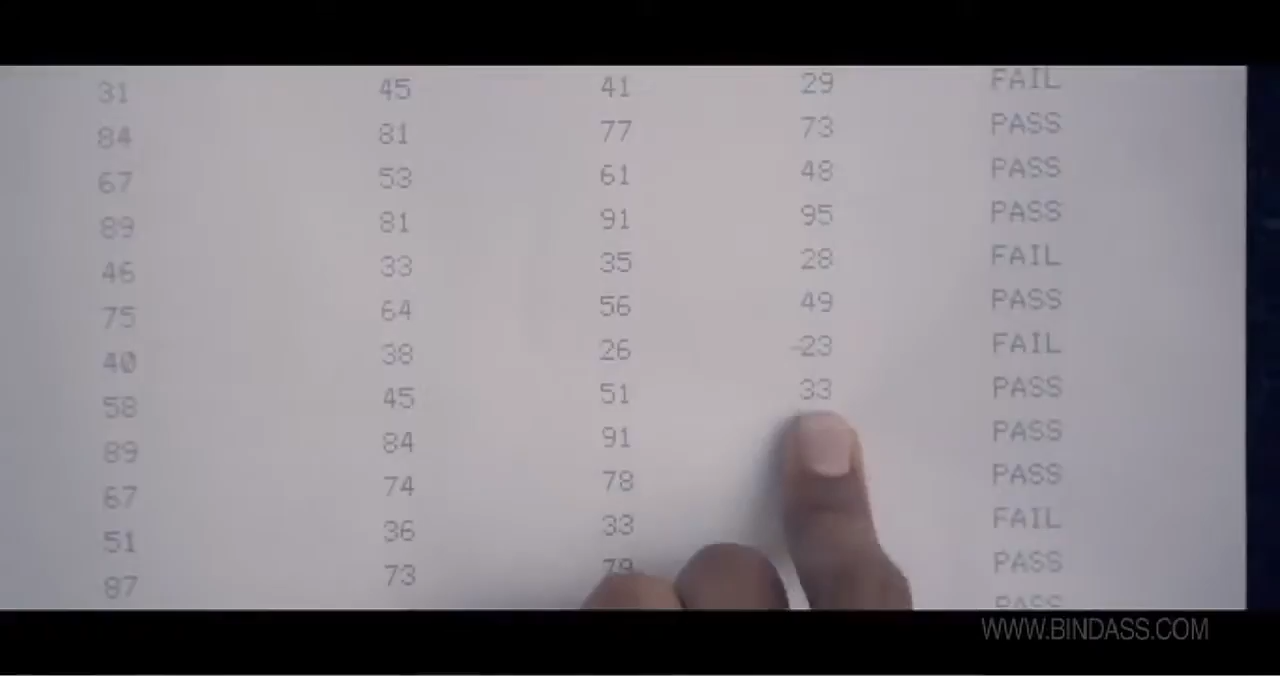 31 45 41 29 FAIL
84 81 77 73 PASS
67 53 61 48 PASS
89 81 91 95 PASS
46 33 35 28 FAIL
75 64 56 49 PASS
40 38 26 -23 FAIL
58 45 51 33 PASS
89 84 91 PASS
67 74 78 PASS
51 36 33 FAIL
87 73 79 PASS
PASS
WWW.BINDASS.COM